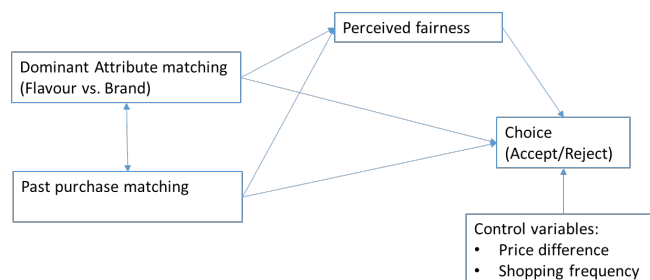 Perceived fairness
Dominant Attribute matching
(Flavour vs. Brand)
Choice
(Accept/Reject)
Past purchase matching
Control variables:
• Price difference
• Shopping frequency